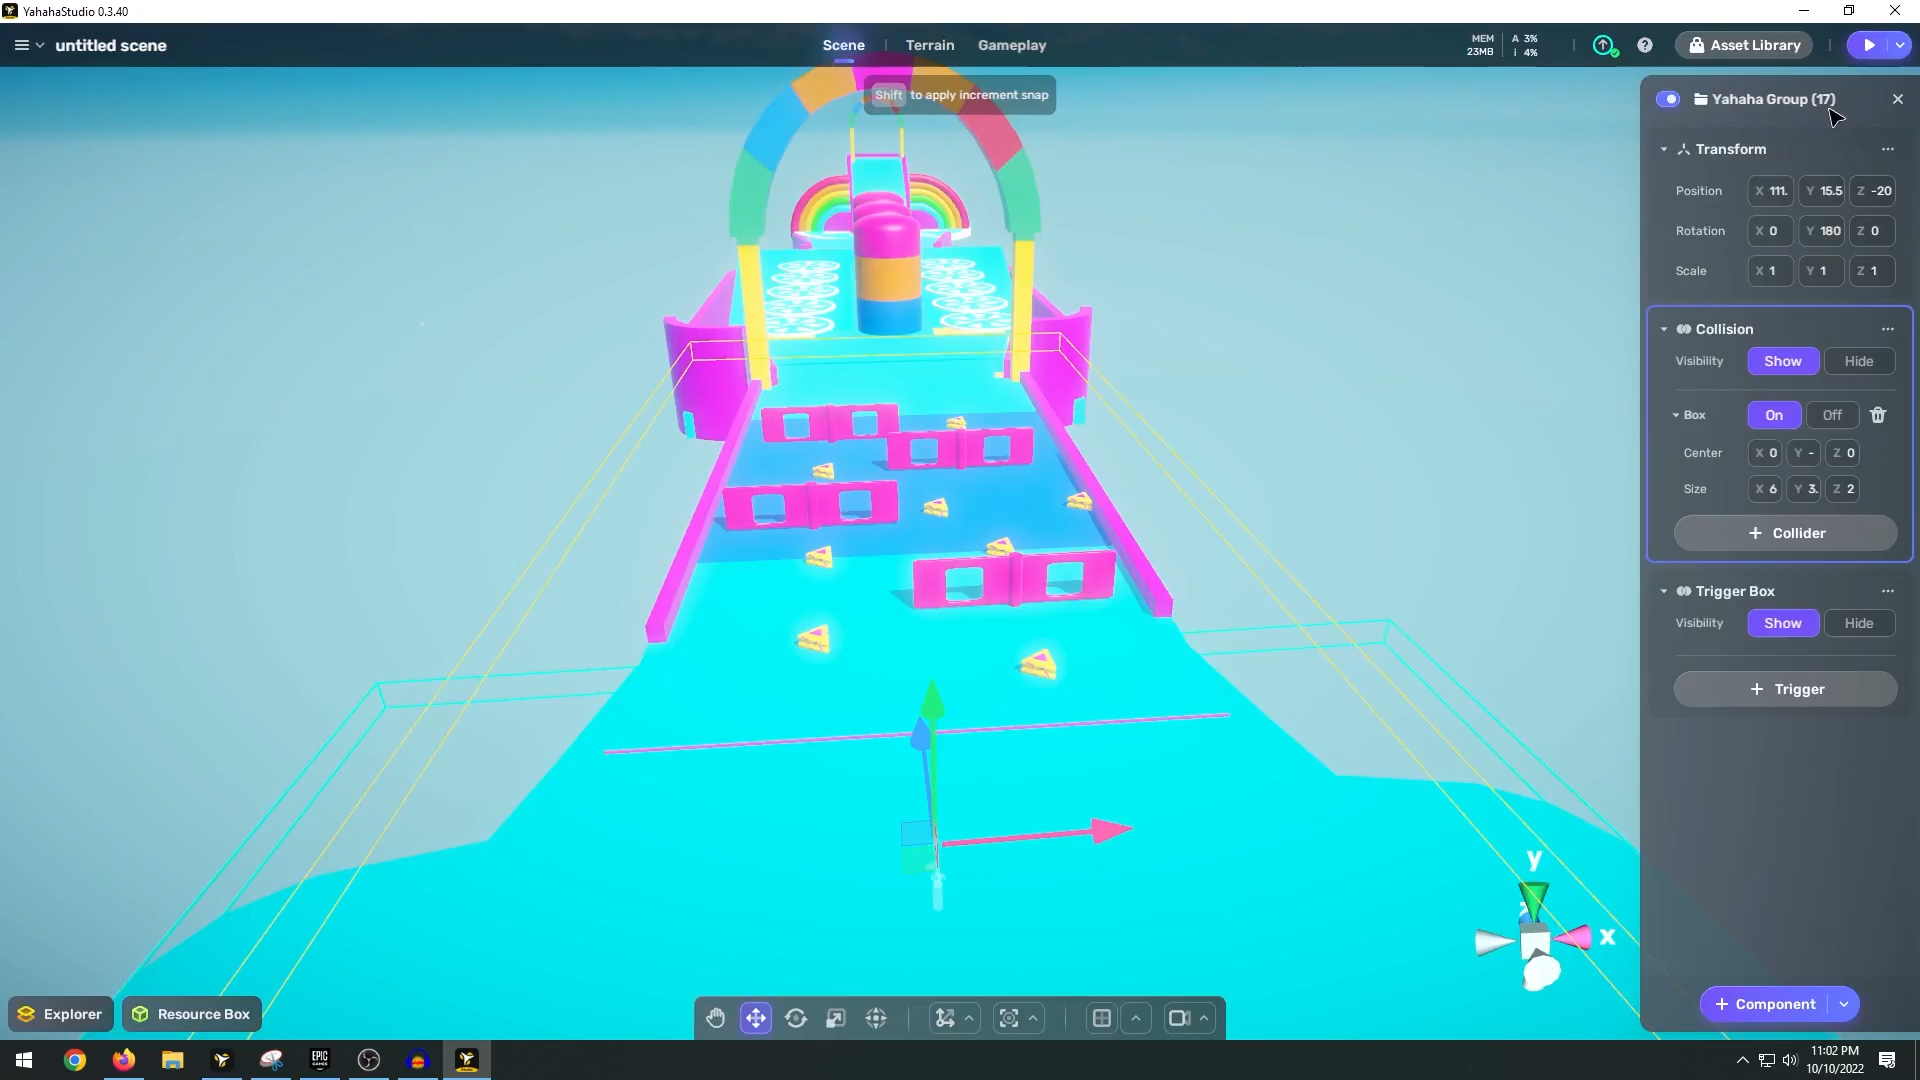 YahahaStudio 0.3.40
untitled scene
Scene
Terrain
Gameplay
MEM
23MB
A 3%
i 4%
Asset Library
Shift to apply increment snap
Yahaha Group (17)
Transform
Position X 111. Y 15.5 Z -20
Rotation X 0 Y 180 Z 0
Scale X 1 Y 1 Z 1
Collision
Visibility Show Hide
Box On Off
Center X 0 Y - Z 0
Size X 6 Y 3. Z 2
+ Collider
Trigger Box
Visibility Show Hide
+ Trigger
y
x
+ Component
Explorer
Resource Box
EPIC
GAMES
Studio
11:02 PM
10/10/2022